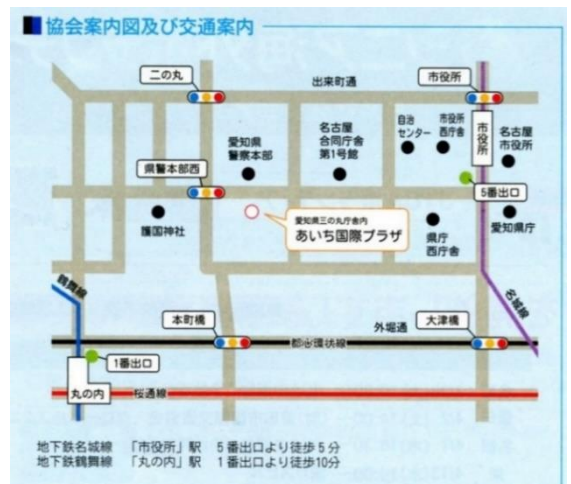 協会案内図及び交通案内
二の丸
出来町通
市役所
愛知県
警察本部
名古屋
合同庁舎
第1号館
自治
センター
市役所
西庁舎
市役所
名古屋
市役所
県警本部西
5番出口
護国神社
愛知県三の丸庁舎内
あいち国際プラザ
県庁
西庁舎
愛知県庁
鶴舞線
名城線
本町橋
外堀通
大津橋
都心環状線
1番出口
丸の内
桜通線
地下鉄名城線 「市役所」駅 5番出口より徒歩5分
地下鉄鶴舞線 「丸の内」駅 1番出口より徒歩10分